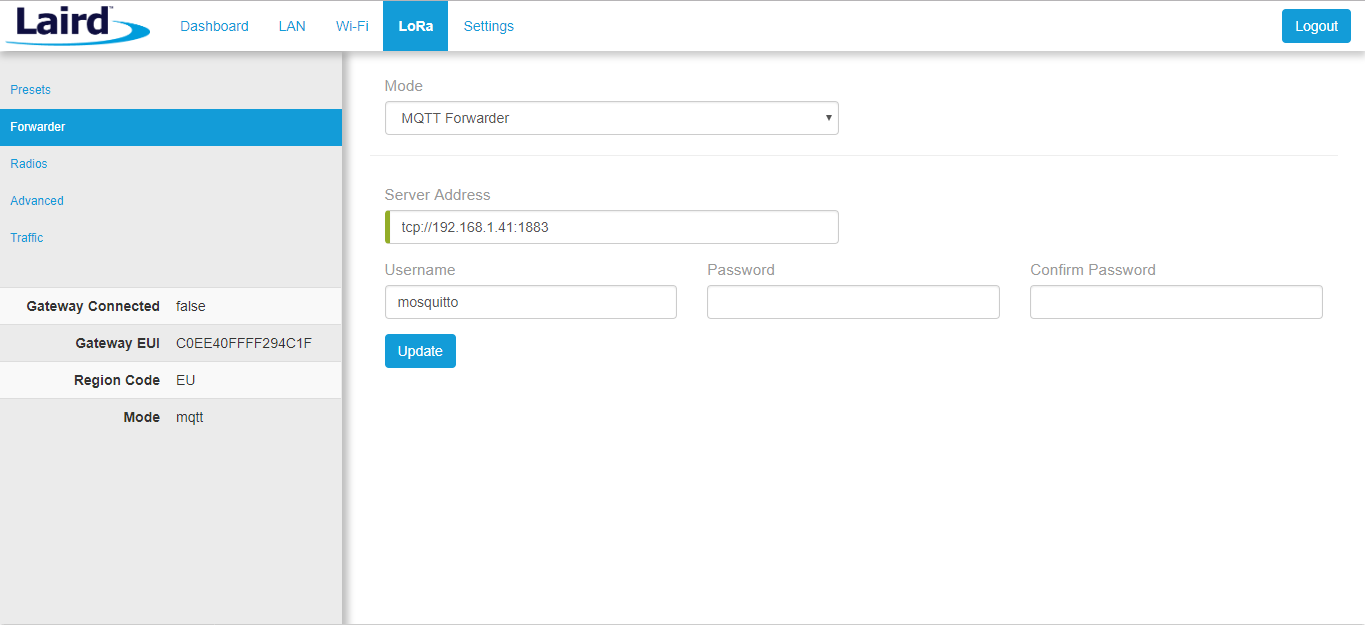 Laird™ Dashboard LAN Wi-Fi LoRa Settings Logout
Presets
Forwarder
Radios
Advanced
Traffic
Gateway Connected false
Gateway EUI C0EE40FFFF294C1F
Region Code EU
Mode mqtt
Mode
MQTT Forwarder
Server Address
tcp://192.168.1.41:1883
Username Password Confirm Password
mosquitto
Update